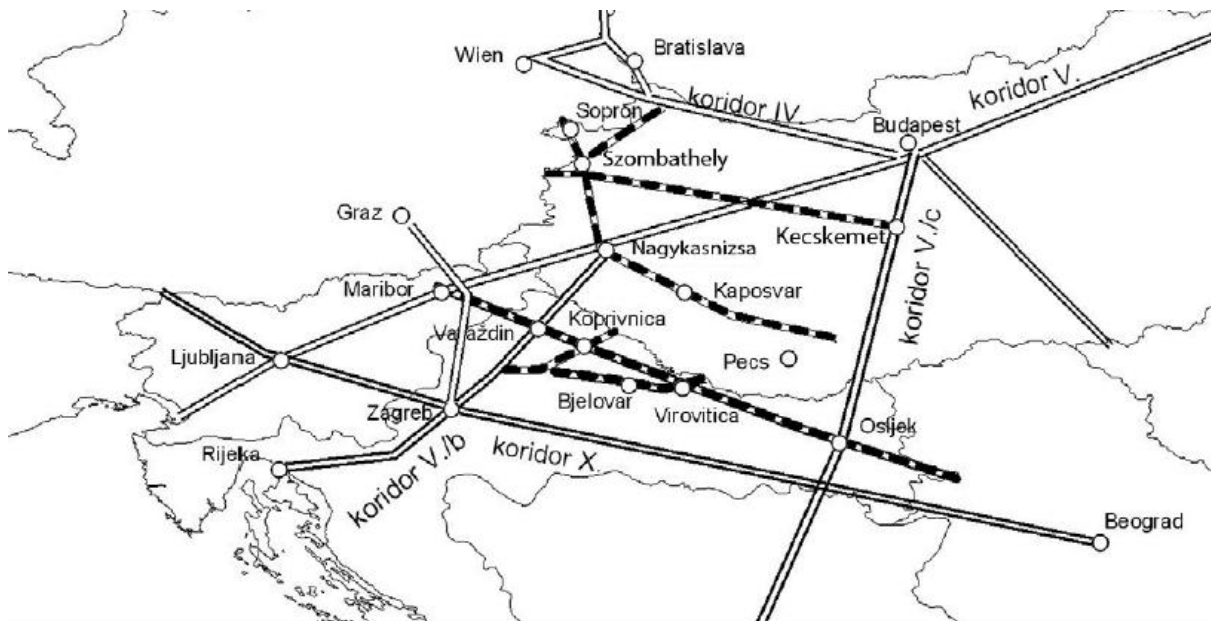 Wien
Bratislava
koridor IV
koridor V.
Sopron
Budapest
Szombathely
Graz
Nagykasnizsa
Kecskemet
koridor V./c
Maribor
Kaposvar
Varaždin
Koprivnica
Ljubljana
Pecs
Bjelovar
Virovitica
Zagreb
Osijek
Rijeka
koridor V./b
koridor X
Beograd